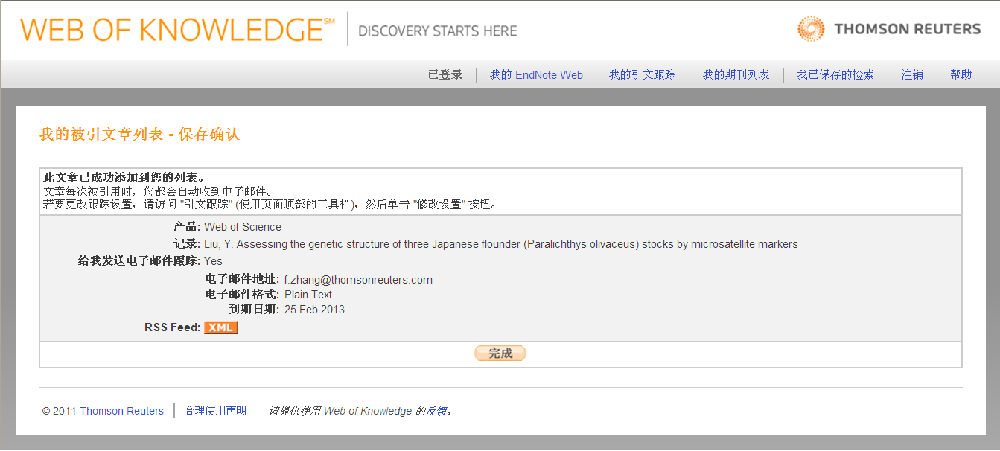 WEB OF KNOWLEDGE℠ DISCOVERY STARTS HERE THOMSON REUTERS
已登录 我的 EndNote Web 我的引文跟踪 我的期刊列表 我已保存的检索 注销 帮助
我的被引文章列表 - 保存确认
此文章已成功添加到您的列表。
文章每次被引用时，您都会自动收到电子邮件。
若要更改跟踪设置，请访问 "引文跟踪" (使用页面顶部的工具栏)，然后单击 "修改设置" 按钮。
产品: Web of Science
记录: Liu, Y. Assessing the genetic structure of three Japanese flounder (Paralichthys olivaceus) stocks by microsatellite markers
给我发送电子邮件跟踪: Yes
电子邮件地址: f.zhang@thomsonreuters.com
电子邮件格式: Plain Text
到期日期: 25 Feb 2013
RSS Feed: XML
完成
© 2011 Thomson Reuters 合理使用声明 请提供使用 Web of Knowledge 的反馈。